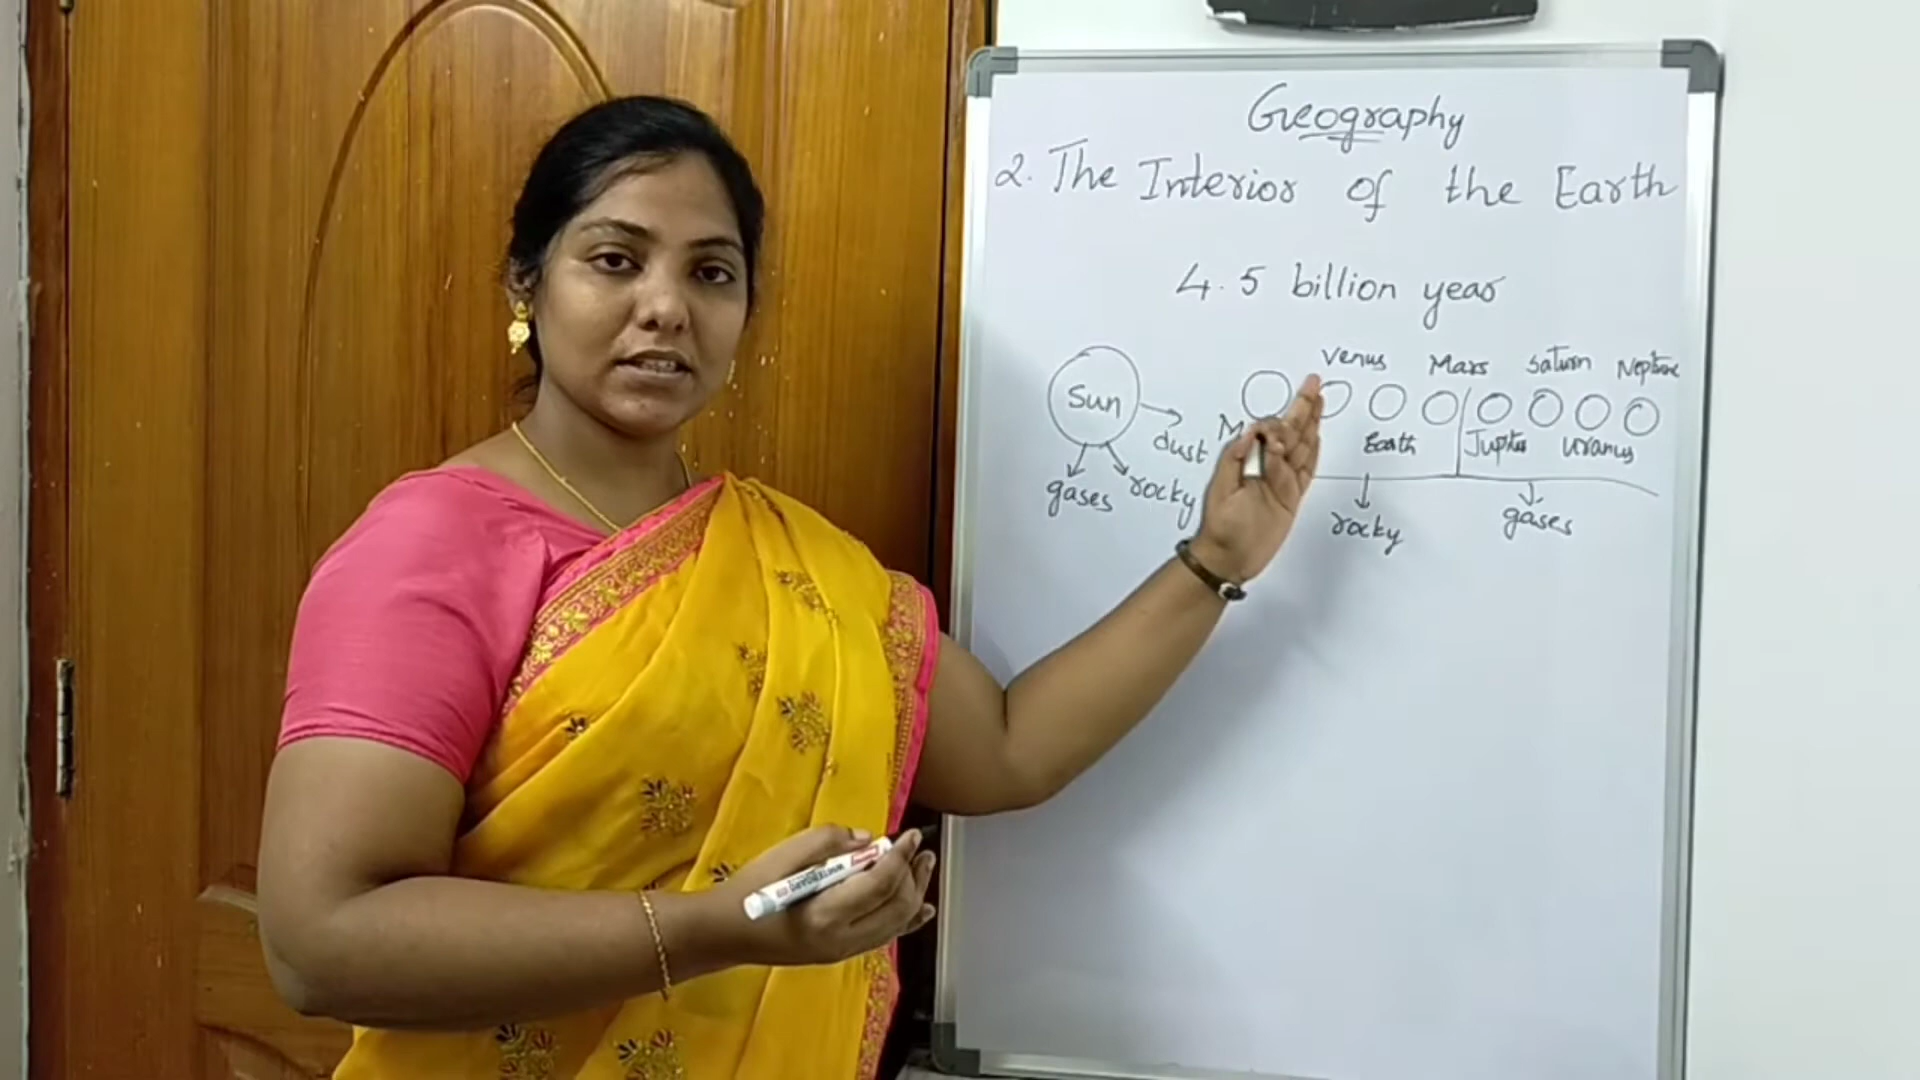 Geography
2. The Interior of the Earth
4.5 billion year
Venus Mars Saturn Neptune
Sun
dust Earth Jupiter Uranus
gases rocky rocky gases